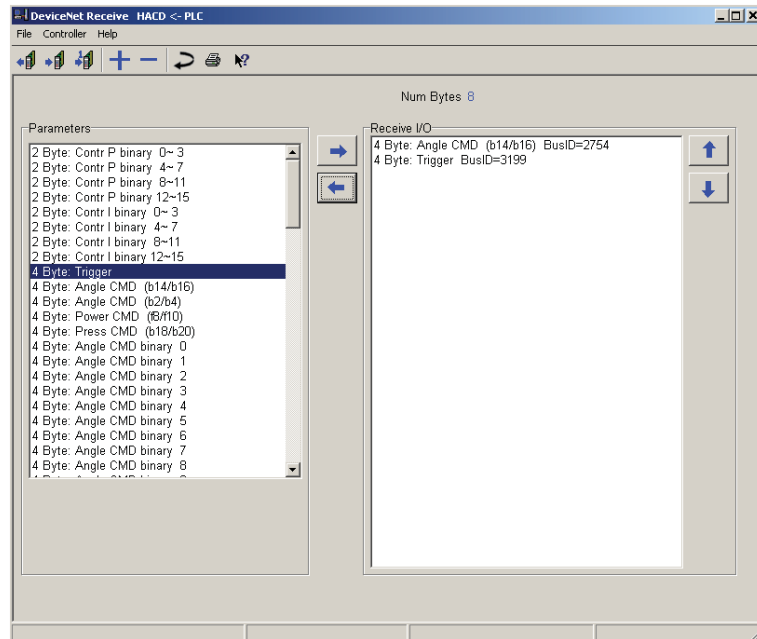 DeviceNet Receive HACD <- PLC
File Controller Help
Num Bytes 8
Parameters
2 Byte: Contr P binary 0~ 3
2 Byte: Contr P binary 4~ 7
2 Byte: Contr P binary 8~11
2 Byte: Contr P binary 12~15
2 Byte: Contr I binary 0~ 3
2 Byte: Contr I binary 4~ 7
2 Byte: Contr I binary 8~11
2 Byte: Contr I binary 12~15
4 Byte: Trigger
4 Byte: Angle CMD (b14/b16)
4 Byte: Angle CMD (b2/b4)
4 Byte: Power CMD (f8/f10)
4 Byte: Press CMD (b18/b20)
4 Byte: Angle CMD binary 0
4 Byte: Angle CMD binary 1
4 Byte: Angle CMD binary 2
4 Byte: Angle CMD binary 3
4 Byte: Angle CMD binary 4
4 Byte: Angle CMD binary 5
4 Byte: Angle CMD binary 6
4 Byte: Angle CMD binary 7
4 Byte: Angle CMD binary 8
Receive I/O
4 Byte: Angle CMD (b14/b16) BusID=2754
4 Byte: Trigger BusID=3199